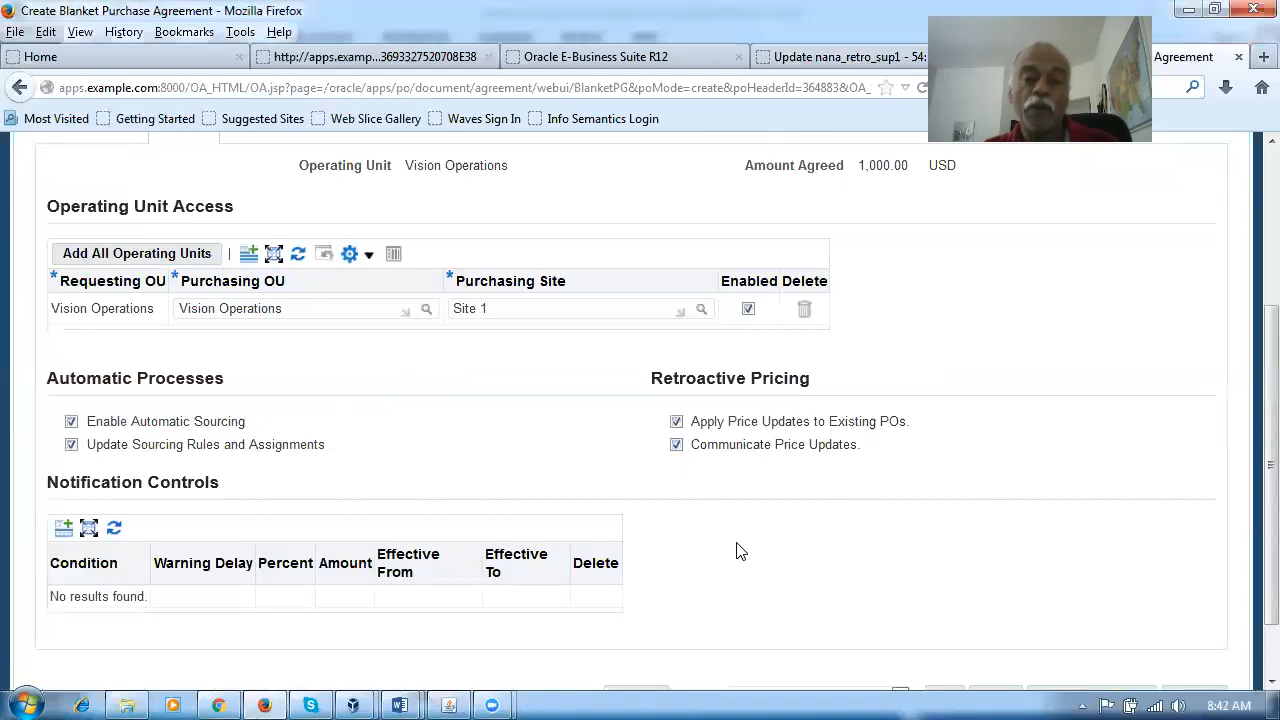 Create Blanket Purchase Agreement - Mozilla Firefox
File Edit View History Bookmarks Tools Help
Home
http://apps.examp...3693327520708E38
Oracle E-Business Suite R12
Update nana_retro_sup1 - 54:
Agreement
apps.example.com:8000/OA_HTML/OA.jsp?page=/oracle/apps/po/document/agreement/webui/BlanketPG&poMode=create&poHeaderId=364883&OA_
Most Visited Getting Started Suggested Sites Web Slice Gallery Waves Sign In Info Semantics Company
Operating Unit Vision Operations Amount Agreed 1,000.00 USD
Operating Unit Access
Add All Operating Units
* Requesting OU * Purchasing OU * Purchasing Site Enabled Delete
Vision Operations Vision Operations Site 1
Automatic Processes Retroactive Pricing
Enable Automatic Sourcing Apply Price Updates to Existing POs.
Update Sourcing Rules and Assignments Communicate Price Updates.
Notification Controls
Condition Warning Delay Percent Amount Effective From Effective To Delete
No results found.
8:42 AM